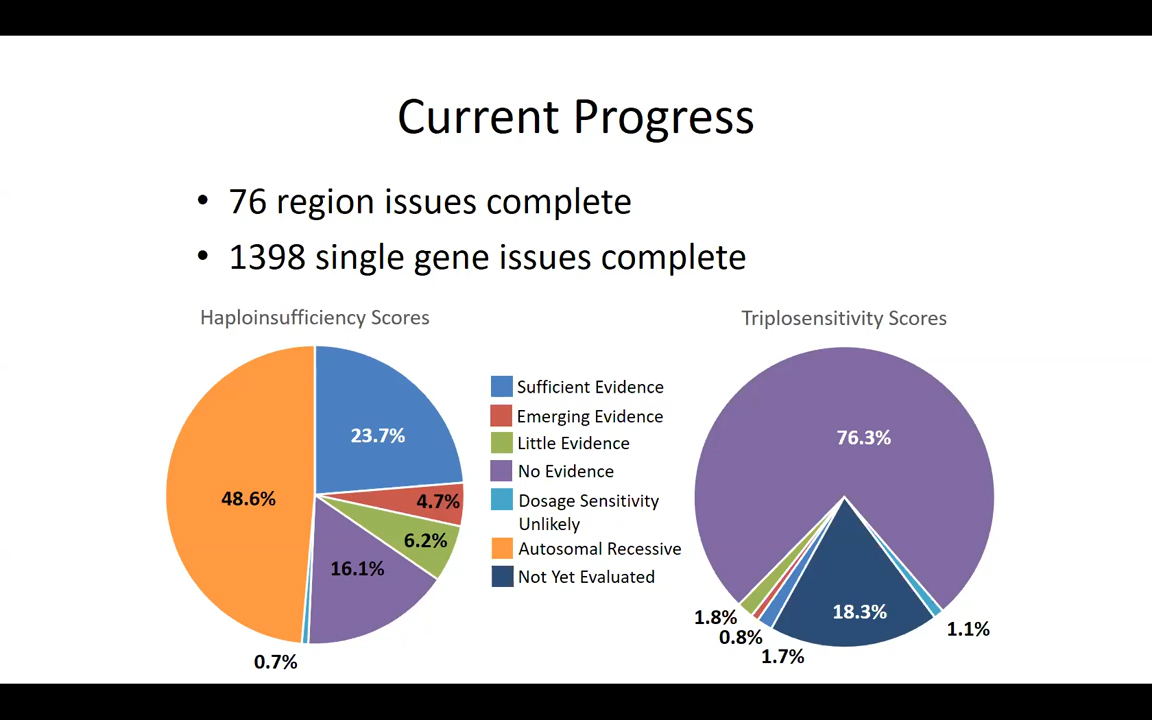 Current Progress
• 76 region issues complete
• 1398 single gene issues complete
Haploinsufficiency Scores
23.7%
4.7%
6.2%
16.1%
0.7%
48.6%
Sufficient Evidence
Emerging Evidence
Little Evidence
No Evidence
Dosage Sensitivity
Unlikely
Autosomal Recessive
Not Yet Evaluated
Triplosensitivity Scores
76.3%
18.3%
1.8%
0.8%
1.7%
1.1%